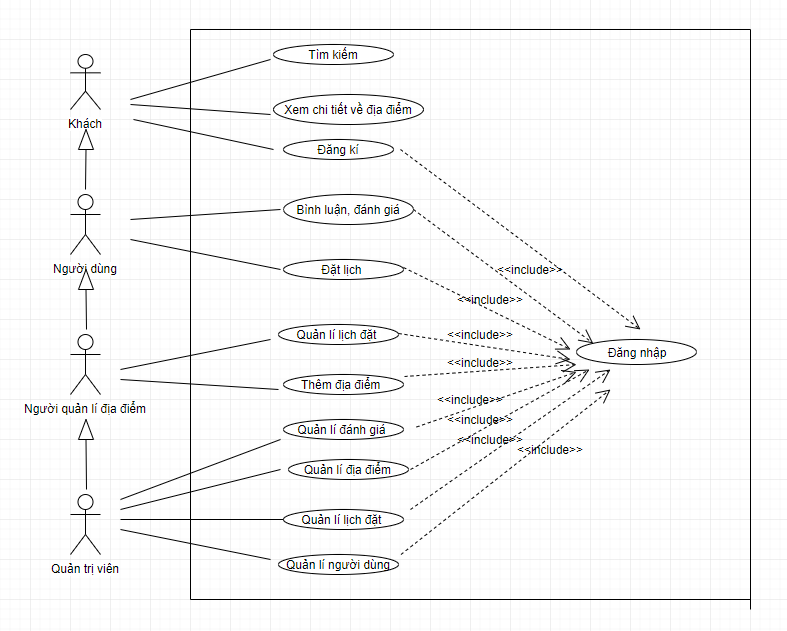 Tìm kiếm
Xem chi tiết về địa điểm
Khách
Đăng kí
Bình luận, đánh giá
Người dùng
Đặt lịch
<<include>>
<<include>>
Quản lí lịch đặt
<<include>>
Đăng nhập
<<include>>
Thêm địa điểm
Người quản lí địa điểm
<<include>>
Quản lí đánh giá
<<include>>
<<include>>
<<include>>
Quản lí địa điểm
Quản lí lịch đặt
Quản lí người dùng
Quản trị viên